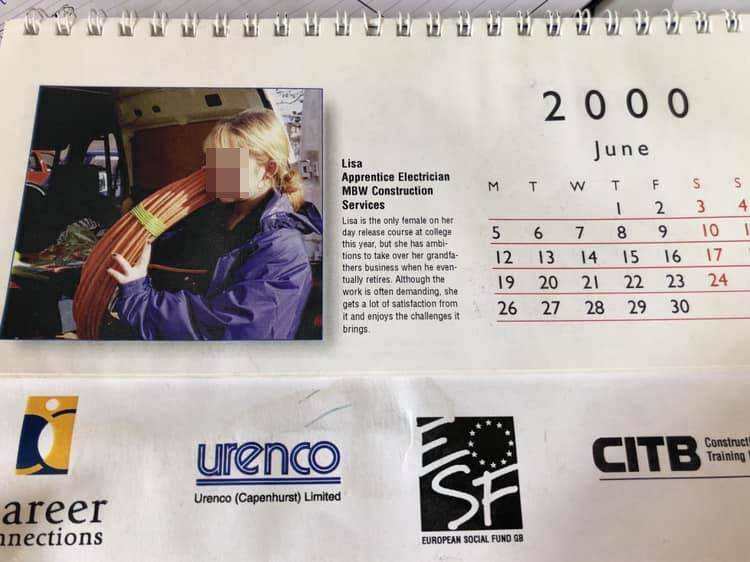 2000
June
Lisa
Apprentice Electrician
MBW Construction
Services
Lisa is the only female on her
day release course at college
this year, but she has ambi-
tions to take over her grandfa-
thers business when he even-
tually retires. Although the
work is often demanding, she
gets a lot of satisfaction from
it and enjoys the challenges it
brings.
M T W T F S S
1 2 3 4
5 6 7 8 9 10 1
12 13 14 15 16 17
19 20 21 22 23 24
26 27 28 29 30
areer
nnections
urenco
Urenco (Capenhurst) Limited
ESF
EUROPEAN SOCIAL FUND GB
CITB
Constructi
Training